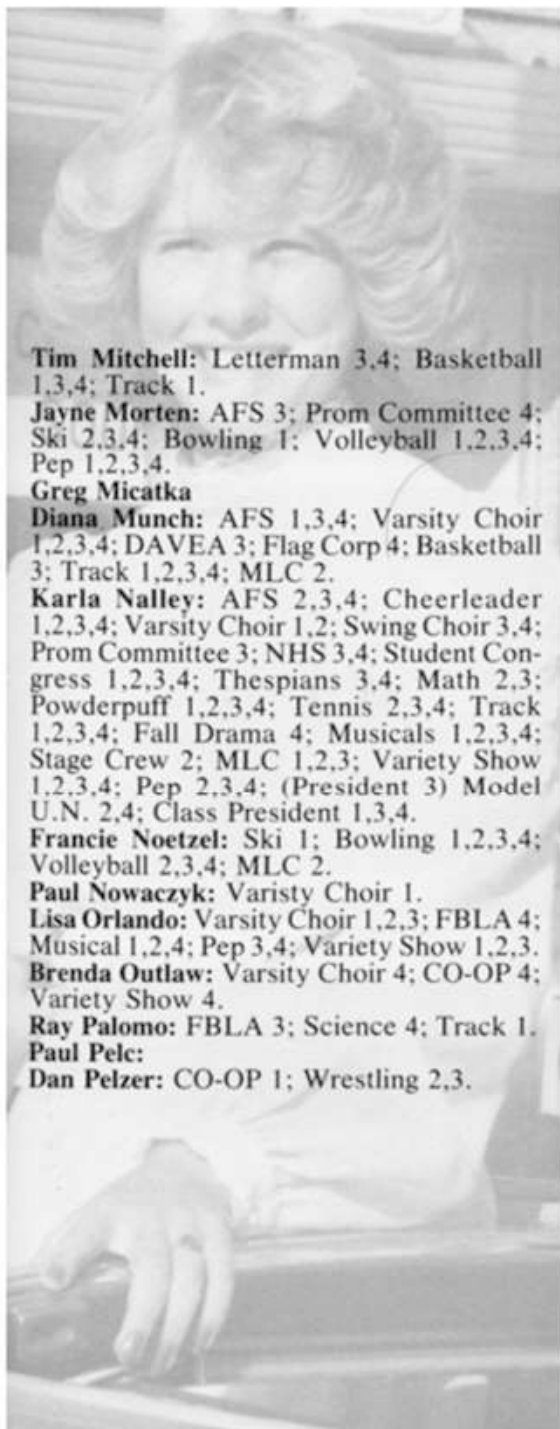 Tim Mitchell: Letterman 3,4; Basketball
1,3,4; Track 1.
Jayne Morten: AFS 3; Prom Committee 4;
Ski 2,3,4; Bowling 1; Volleyball 1,2,3,4;
Pep 1,2,3,4.
Greg Micatka
Diana Munch: AFS 1,3,4; Varsity Choir
1,2,3,4; DAVEA 3; Flag Corp 4; Basketball
3; Track 1,2,3,4; MLC 2.
Karla Nalley: AFS 2,3,4; Cheerleader
1,2,3,4; Varsity Choir 1,2; Swing Choir 3,4;
Prom Committee 3; NHS 3,4; Student Con-
gress 1,2,3,4; Thespians 3,4; Math 2,3;
Powderpuff 1,2,3,4; Tennis 2,3,4; Track
1,2,3,4; Fall Drama 4; Musicals 1,2,3,4;
Stage Crew 2; MLC 1,2,3; Variety Show
1,2,3,4; Pep 2,3,4; (President 3) Model
U.N. 2,4; Class President 1,3,4.
Francie Noetzel: Ski 1; Bowling 1,2,3,4;
Volleyball 2,3,4; MLC 2.
Paul Nowaczyk: Varisty Choir 1.
Lisa Orlando: Varsity Choir 1,2,3; FBLA 4;
Musical 1,2,4; Pep 3,4; Variety Show 1,2,3.
Brenda Outlaw: Varsity Choir 4; CO-OP 4;
Variety Show 4.
Ray Palomo: FBLA 3; Science 4; Track 1.
Paul Pelc:
Dan Pelzer: CO-OP 1; Wrestling 2,3.